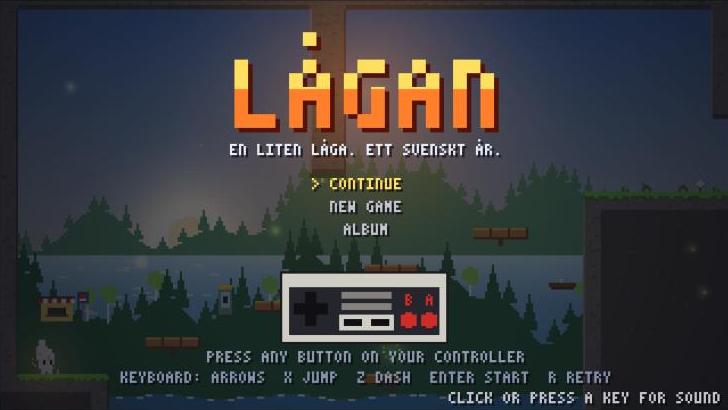 LÅGAN
EN LITEN LÅGA. ETT SVENSKT ÅR.
> CONTINUE
NEW GAME
ALBUM
B A
PRESS ANY BUTTON ON YOUR CONTROLLER
KEYBOARD: ARROWS X JUMP Z DASH ENTER START R RETRY
CLICK OR PRESS A KEY FOR SOUND